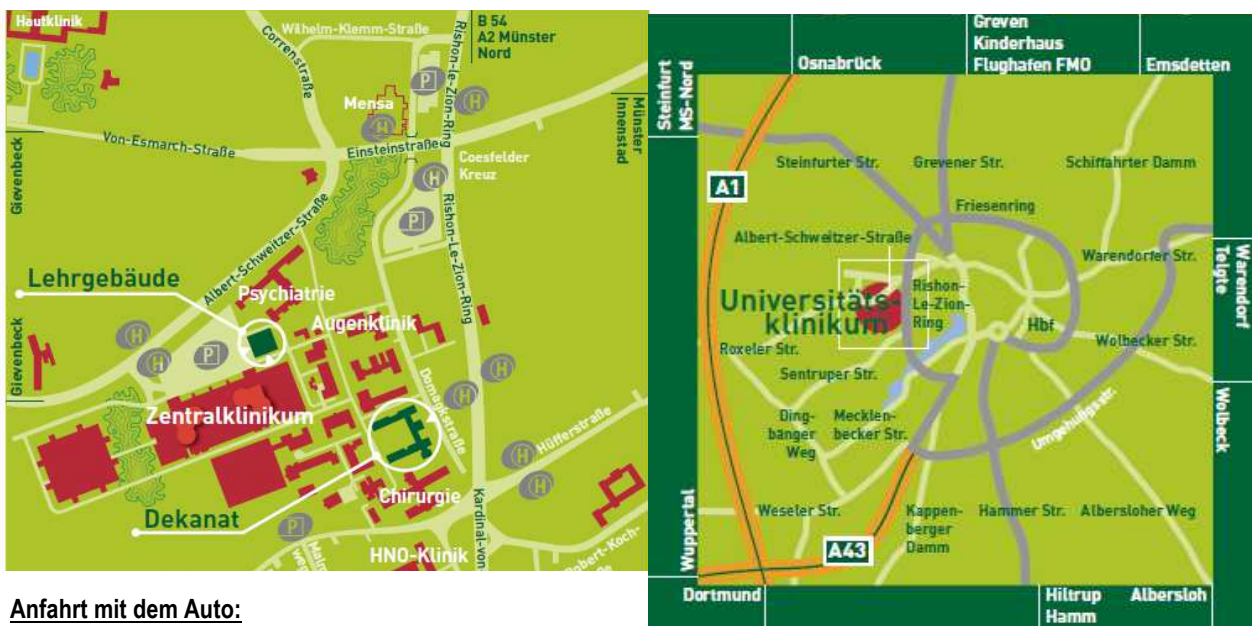 Hautklinik
Wilhelm-Klemm-Straße
Corrensstraße
Rishon-le-Zion-Ring
B 54
A2 Münster
Nord
P
Mensa
H
H
Münster
Innenstad
Von-Esmarch-Straße
Einsteinstraße
Coesfelder
Kreuz
H
Gievenbeck
P
Rishon-Le-Zion-Ring
Albert-Schweitzer-Straße
Lehrgebäude
Psychiatrie
Augenklinik
H
H
P
H
H
Gievenbeck
Domagkstraße
Zentralklinikum
H
H
Hüfferstraße
H
H
Chirurgie
Dekanat
P
Kardinal-von-
HNO-Klinik
Robert-Koch-
Anfahrt mit dem Auto:
Steinfurt
MS-Nord
Osnabrück
Greven
Kinderhaus
Flughafen FMO
Emsdetten
Steinfurter Str.
Grevener Str.
Schiffahrter Damm
A1
Friesenring
Albert-Schweitzer-Straße
Warendorfer Str.
Warendorf
Telgte
Universitäts-
klinikum
Rishon-
Le-Zion-
Ring
Hbf
Roxeler Str.
Wolbecker Str.
Sentruper Str.
Ding-
bänger
Weg
Mecklen-
becker Str.
Umgehungsstr.
Wolbeck
Weseler Str.
Kappen-
berger
Damm
Hammer Str.
Albersloher Weg
A43
Wuppertal
Dortmund
Hiltrup
Hamm
Albersloh